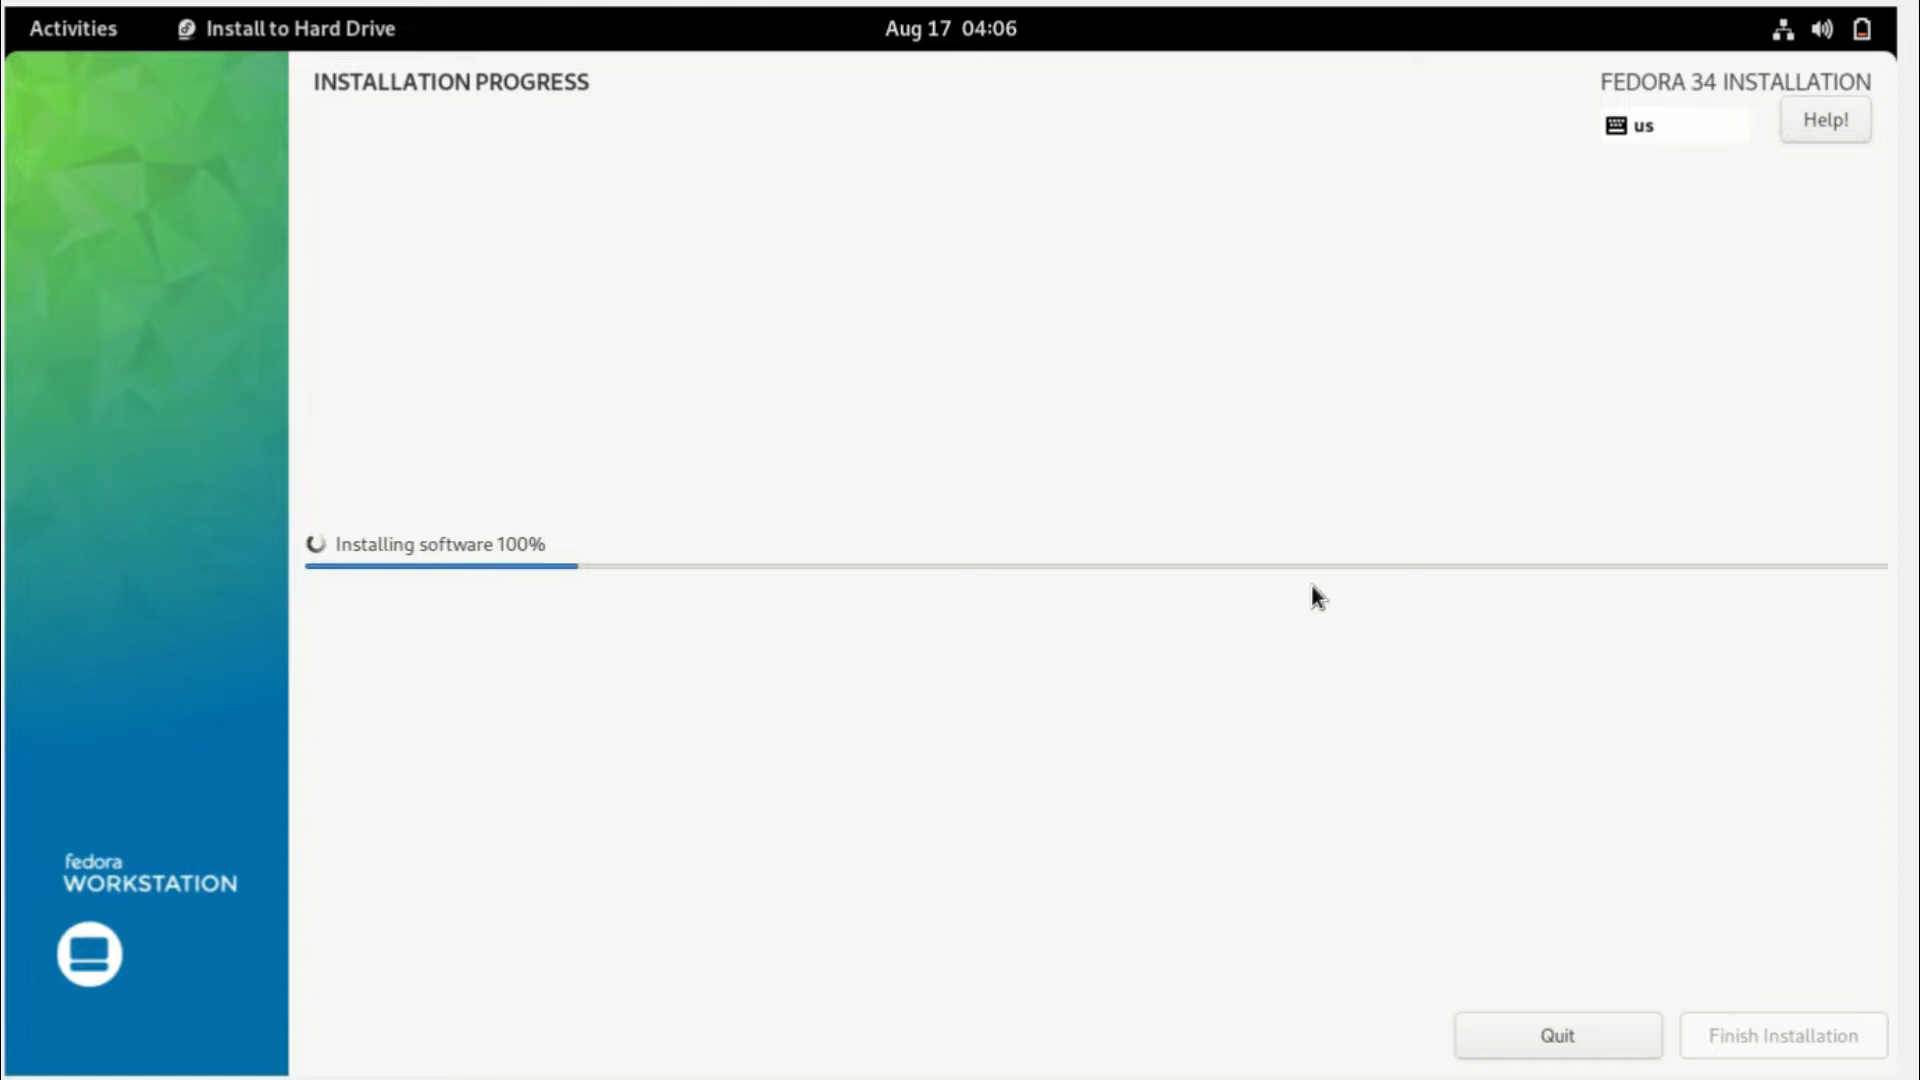 Activities
Install to Hard Drive
Aug 17 04:06
INSTALLATION PROGRESS
FEDORA 34 INSTALLATION
us
Help!
Installing software 100%
fedora
WORKSTATION
Quit
Finish Installation